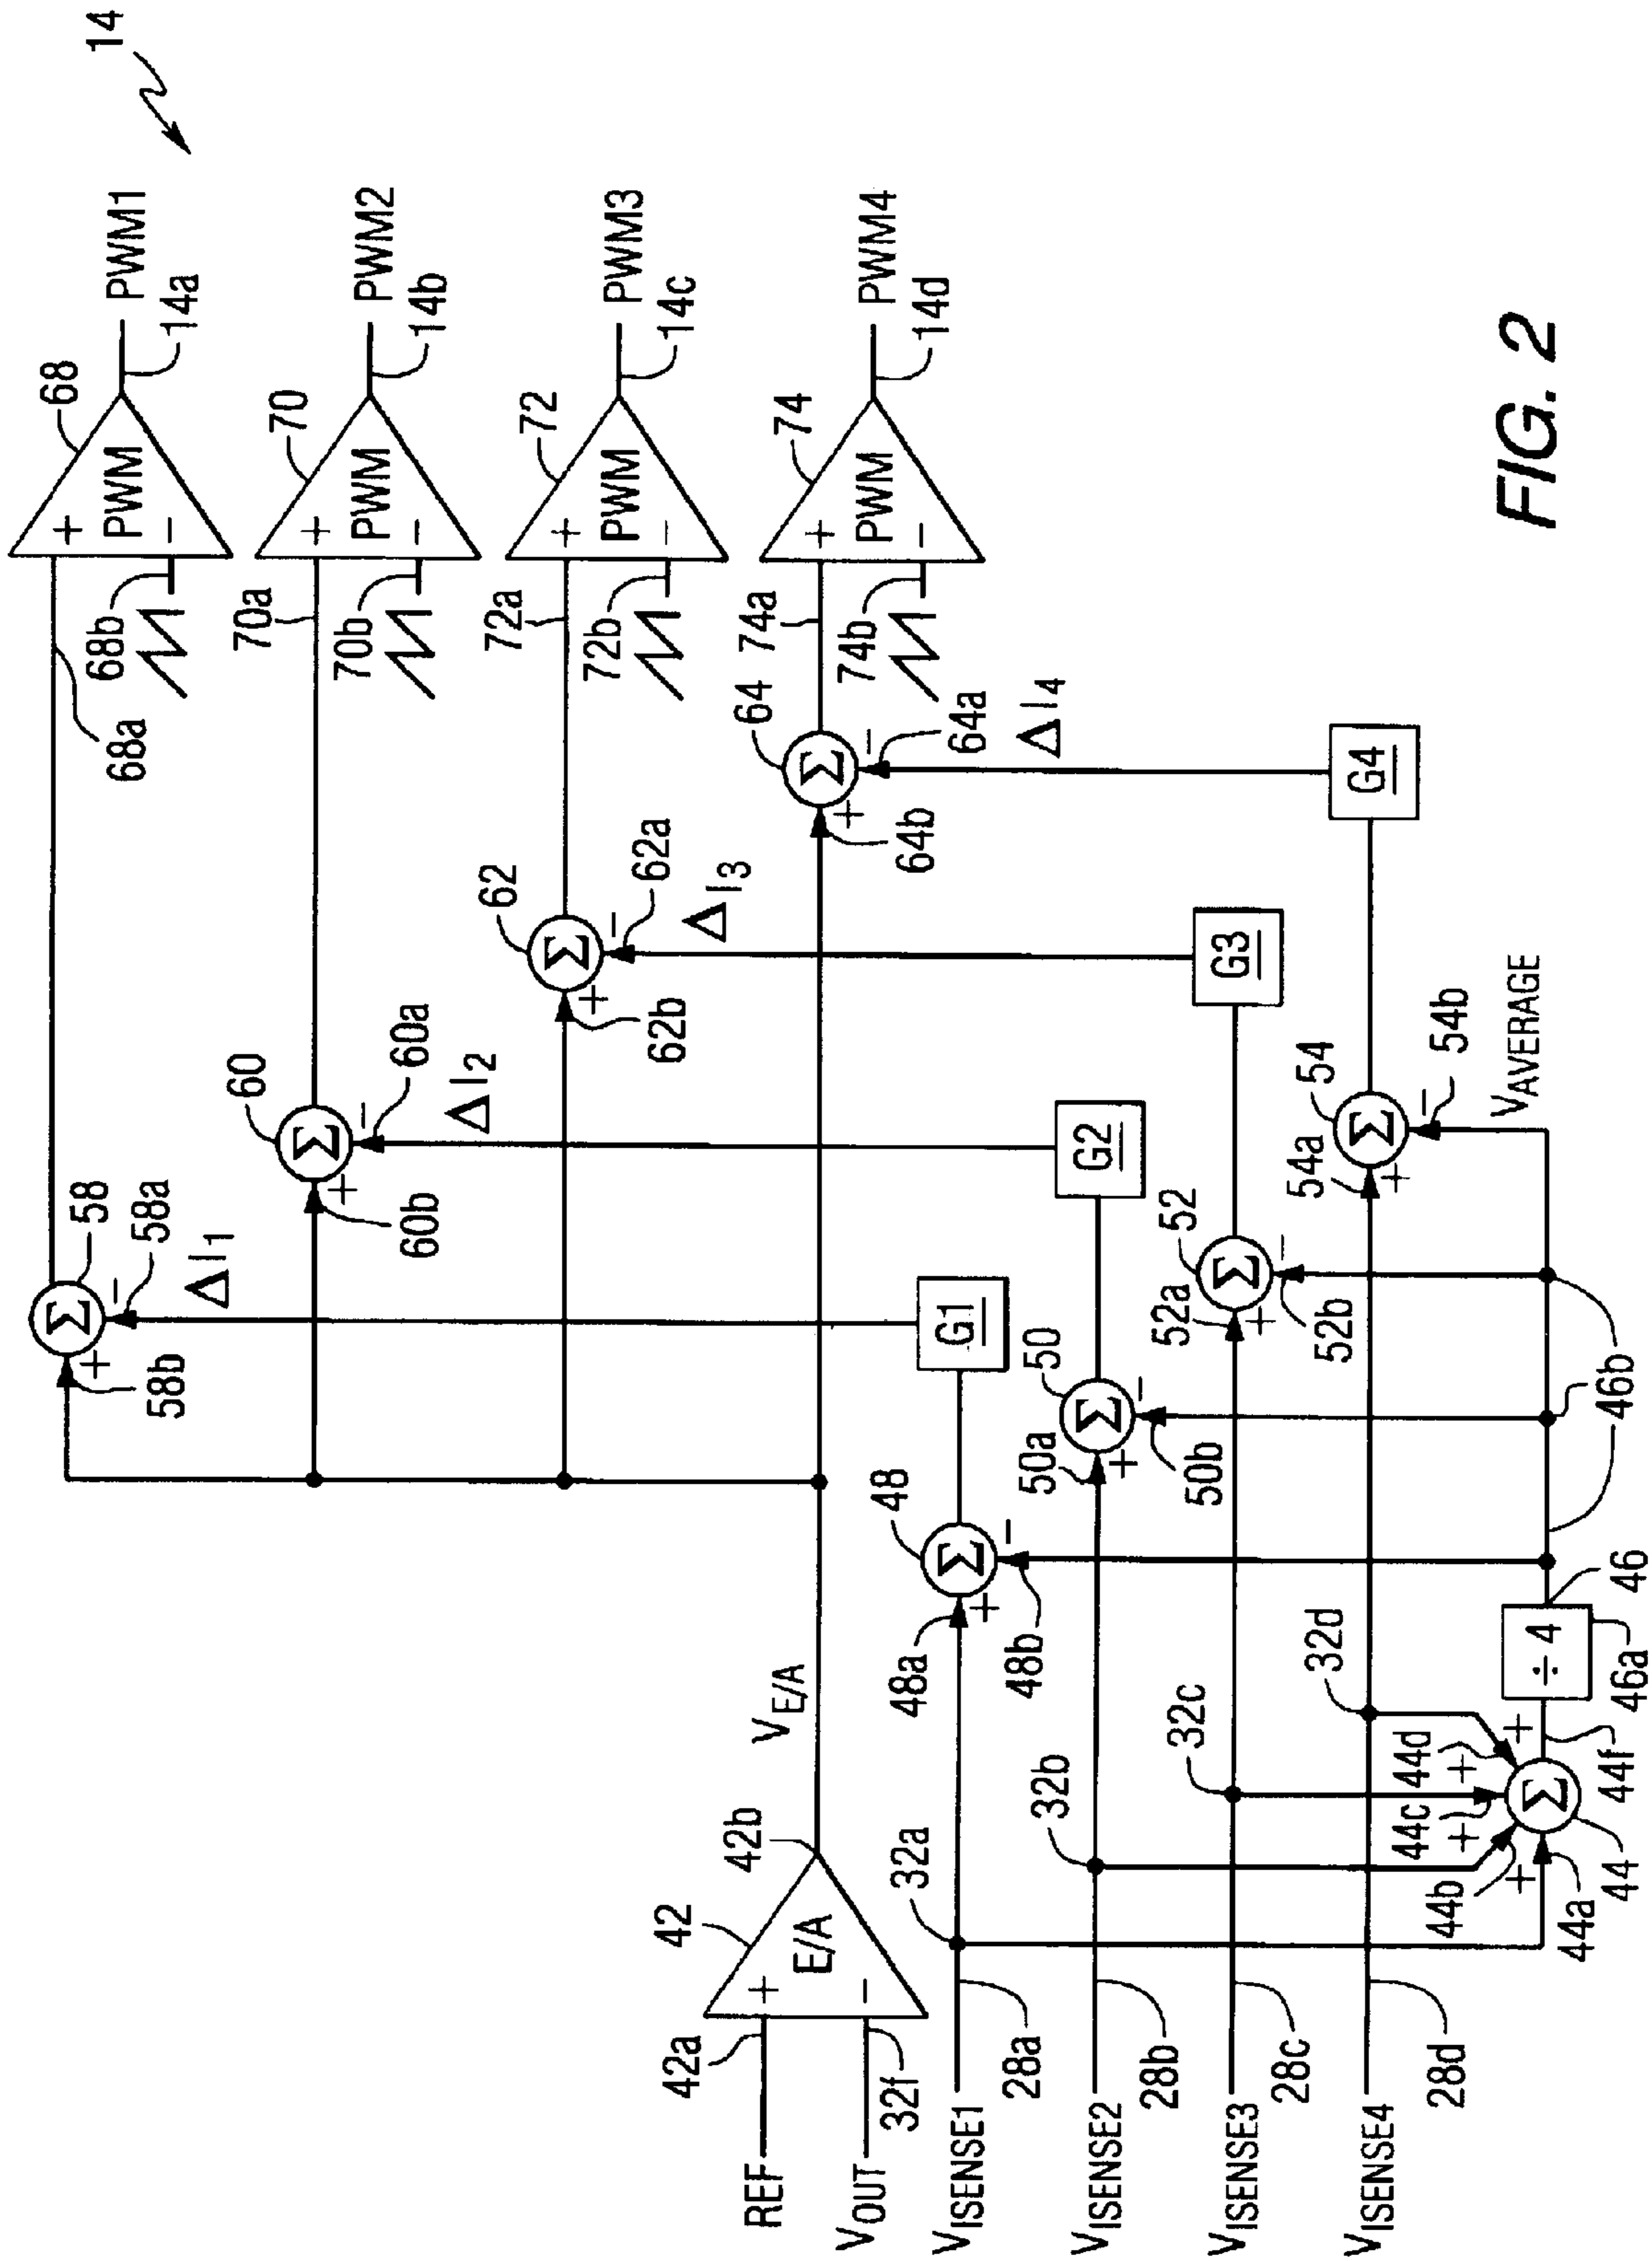 14
68
+
PWM
−
PWM1
14a
68a
68b
70
+
PWM
−
PWM2
14b
70a
70b
72
+
PWM
−
PWM3
14c
72a
72b
74
+
PWM
−
PWM4
14d
74a
74b
58
Σ
+
−
58a
58b
ΔI1
60
Σ
+
−
60a
60b
ΔI2
62
Σ
+
−
62a
62b
ΔI3
64
Σ
+
−
64a
64b
ΔI4
REF
42a
42
+
E/A
−
42b
VE/A
VOUT
32f
VISENSE1
28a
32a
48a
48
Σ
+
−
48b
G1
VISENSE2
28b
32b
50a
50
Σ
+
−
50b
G2
VISENSE3
28c
32c
52a
52
Σ
+
−
52b
G3
VISENSE4
28d
32d
54a
54
Σ
+
−
54b
G4
44a
+
44b
+
44c
+
44d
+
Σ
44
44f
÷ 4
46a
46
46b
VAVERAGE
FIG. 2